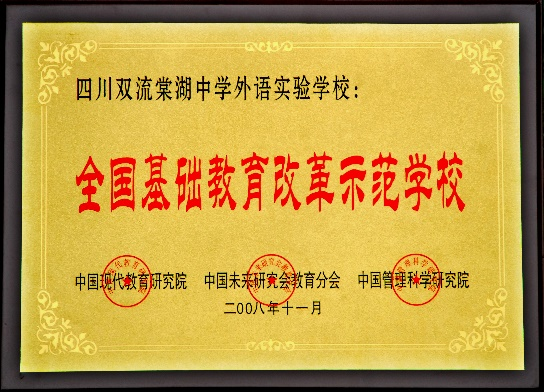 四川双流棠湖中学外语实验学校：
全国基础教育改革示范学校
中国现代教育研究院 中国未来研究会教育分会 中国管理科学研究院
二00八年十一月